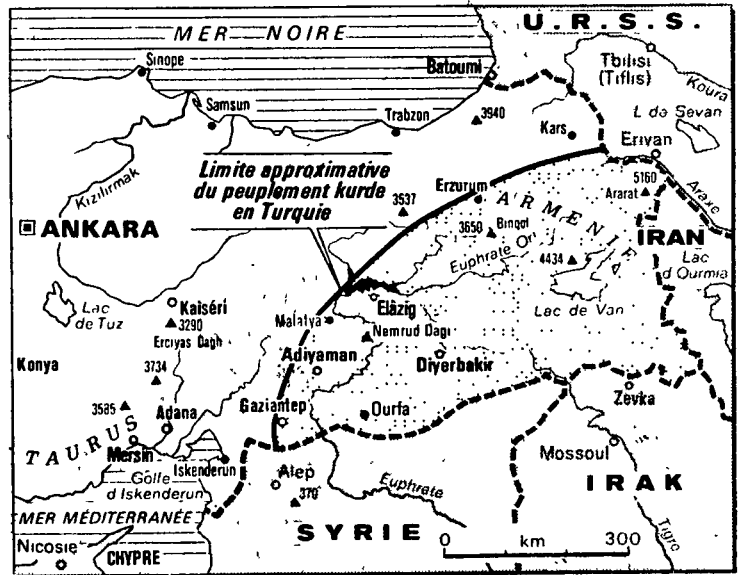 U.R.S.S.
MER NOIRE
Sinope
Batoumi
Tbilisi
(Tiflis)
Koura
L de Sevan
Samsun
Trabzon
3940
Kars
Erivan
Limite approximative
du peuplement kurde
en Turquie
Kızılırmak
Erzurum
ARMENIE
5160
Ararat
Araxe
3537
3650
Bingol
ANKARA
Euphrate Ori
4434
IRAN
Lac
d Ourmia
Lac
de Tuz
Kaiséri
3290
Erciyas Dagh
Elâzig
Lac de Van
Malatya
Nemrud Dagi
Konya
3734
Adiyaman
Diyerbakir
3585
Adana
Gaziantep
Ourfa
Zevka
TAURUS
Mersin
Iskenderun
Mossoul
Golfe
d Iskenderun
Alep
370
Euphrate
IRAK
MER MÉDITERRANÉE
SYRIE
Tigre
Nicosie
CHYPRE
0 km 300